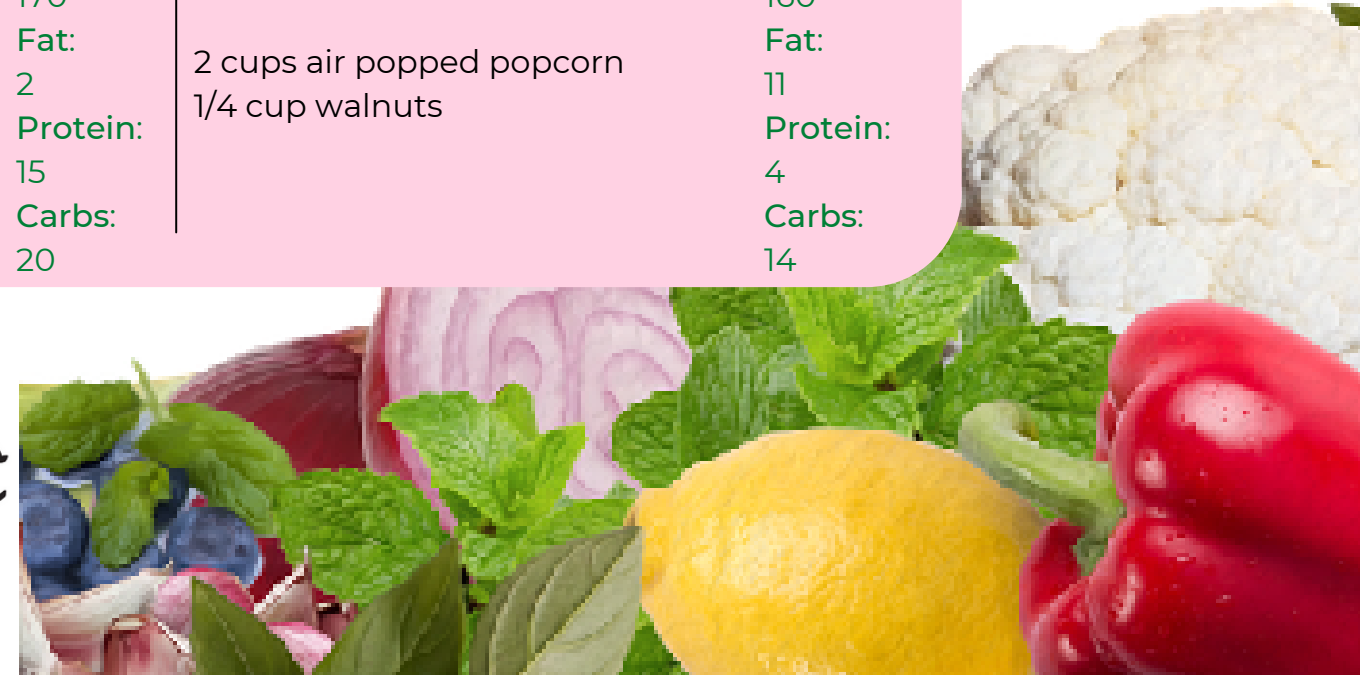 170
Fat:
2
Protein:
15
Carbs:
20
2 cups air popped popcorn
1/4 cup walnuts
Fat:
11
Protein:
4
Carbs:
14